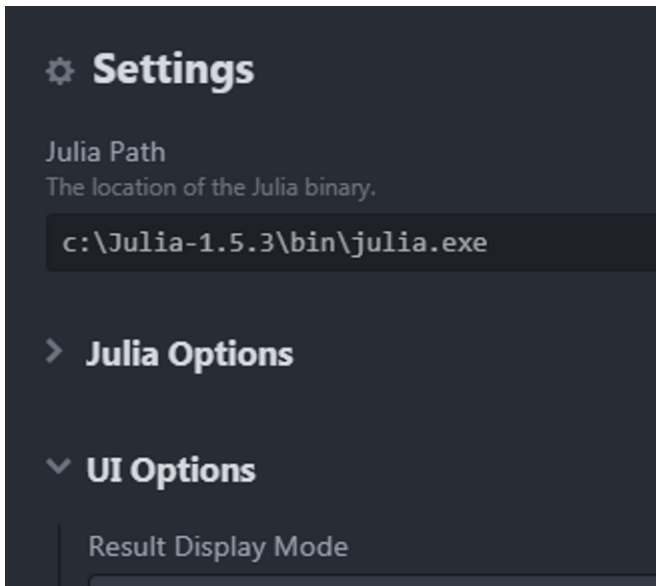 Settings
Julia Path
The location of the Julia binary.
c:\Julia-1.5.3\bin\julia.exe
Julia Options
UI Options
Result Display Mode